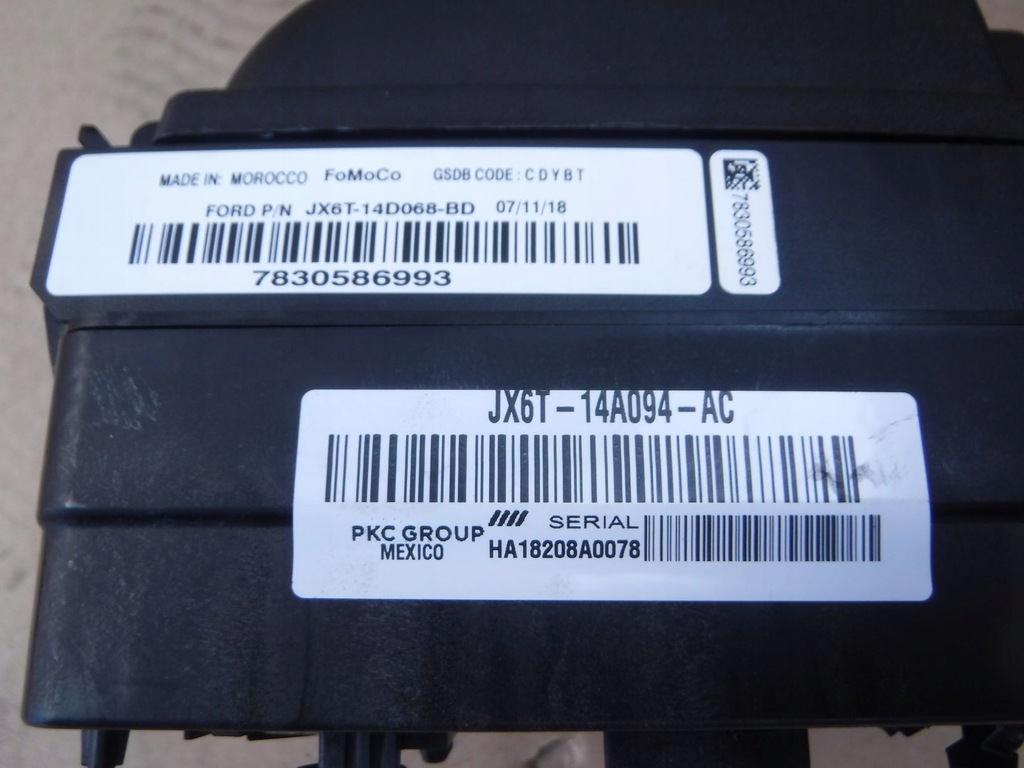 MADE IN: MOROCCO FoMoCo GSDB CODE: CDYBT
FORD P/N JX6T-14D068-BD 07/11/18
7830586993
7830586993
JX6T-14A094-AC
PKC GROUP SERIAL
MEXICO HA18208A0078